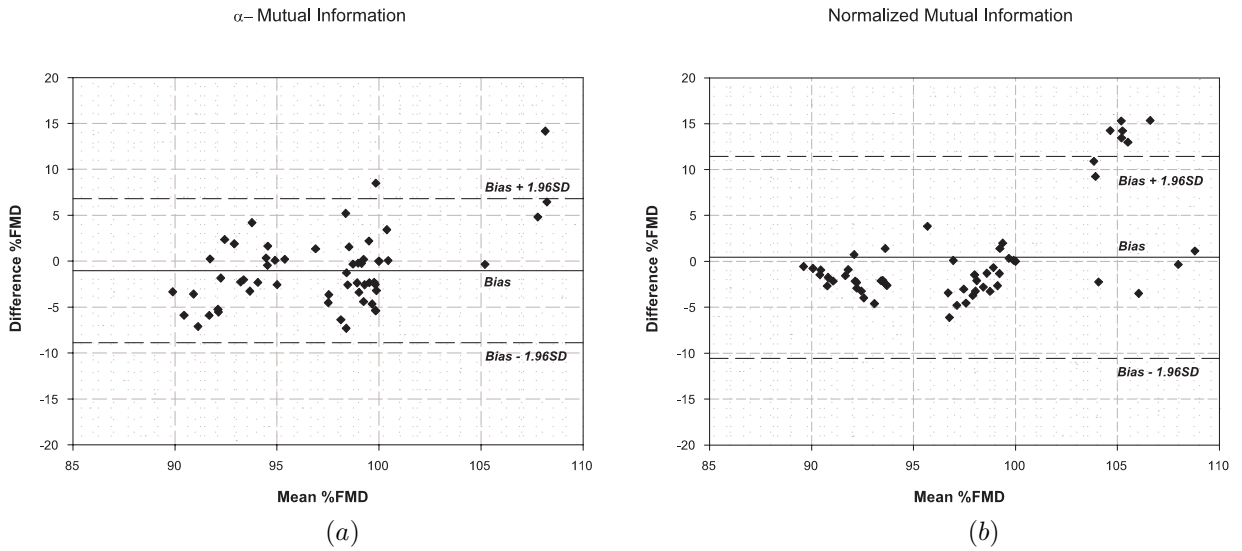 α– Mutual Information
20
15
10
5
0
-5
-10
-15
-20
Difference %FMD
Bias + 1.96SD
Bias
Bias - 1.96SD
85 90 95 100 105 110
Mean %FMD
(a)
Normalized Mutual Information
20
15
10
5
0
-5
-10
-15
-20
Difference %FMD
Bias + 1.96SD
Bias
Bias - 1.96SD
85 90 95 100 105 110
Mean %FMD
(b)